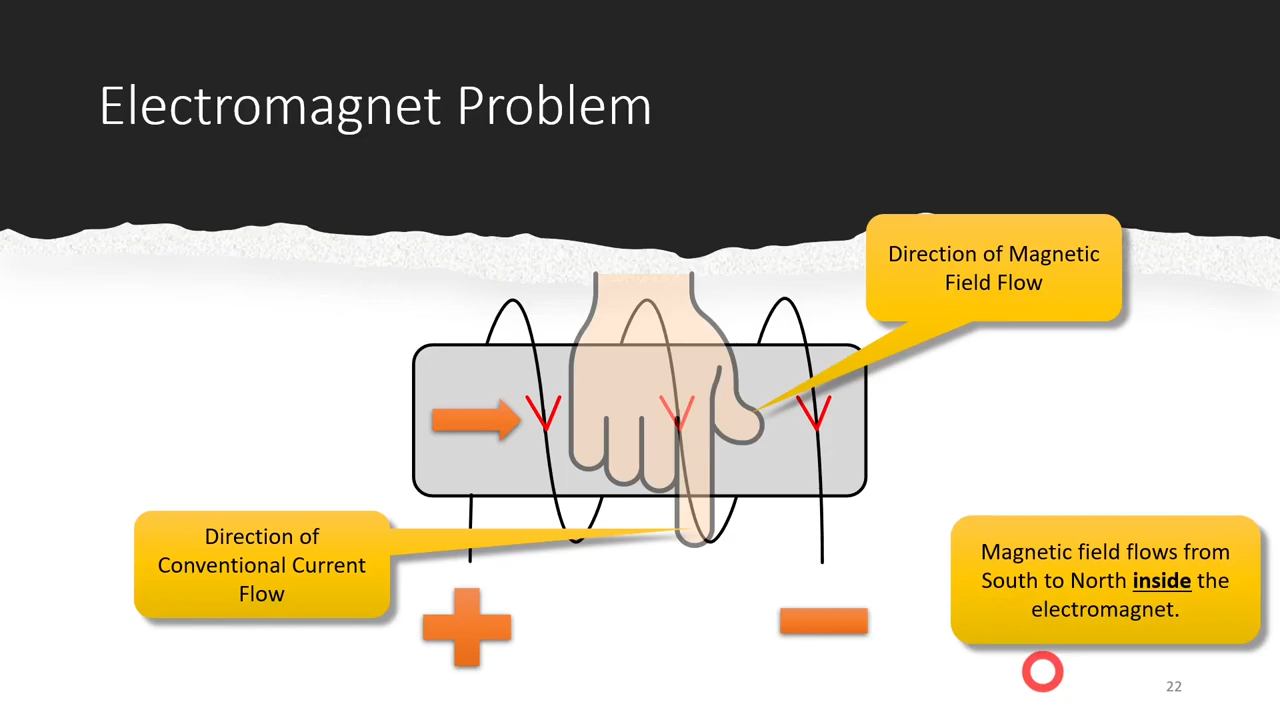 Electromagnet Problem
Direction of Magnetic
Field Flow
Direction of
Conventional Current
Flow
Magnetic field flows from
South to North inside the
electromagnet.
22